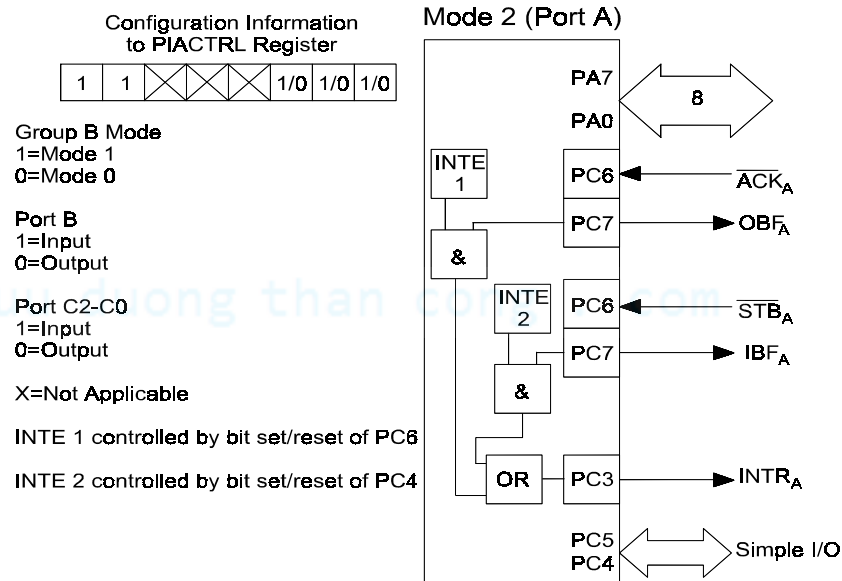 Configuration Information
to PIACTRL Register
1 1 1/0 1/0 1/0
Group B Mode
1=Mode 1
0=Mode 0
Port B
1=Input
0=Output
Port C2-C0
1=Input
0=Output
X=Not Applicable
INTE 1 controlled by bit set/reset of PC6
INTE 2 controlled by bit set/reset of PC4
Mode 2 (Port A)
PA7
8
PA0
INTE
1
PC6
ACKA
PC7
OBFA
&
INTE
2
PC6
STBA
PC7
IBFA
&
OR
PC3
INTRA
PC5
PC4
Simple I/O
duong than cong
com